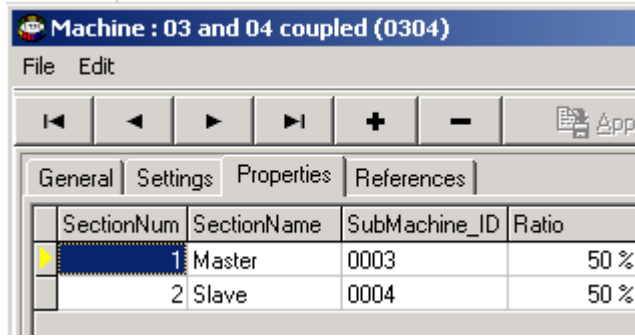 Machine : 03 and 04 coupled (0304)
File Edit
General Settings Properties References
SectionNum SectionName SubMachine_ID Ratio
1 Master 0003 50 %
2 Slave 0004 50 %